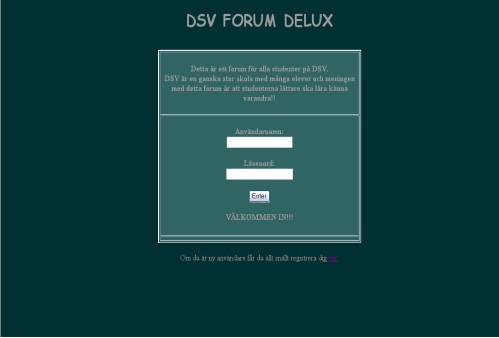 DSV FORUM DELUX
Detta är ett forum för alla studenter på DSV.
DSV är en ganska stor skola med många elever och meningen
med detta forum är att studenterna lättare ska lära känna
varandra!!
Användarnamn:
Lösenord:
Enter
VÄLKOMMEN IN!!!
Om du är ny användare får du allt målt registrera dig